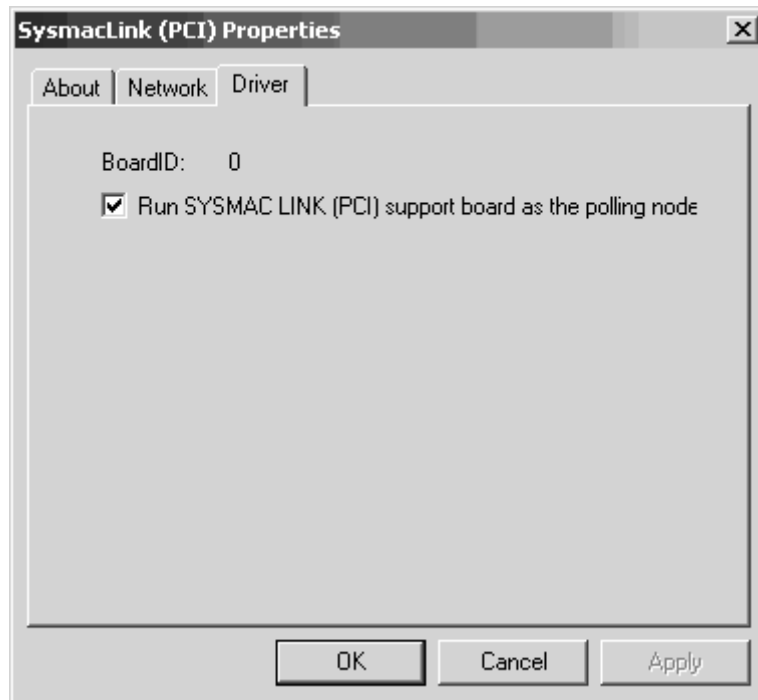 SysmacLink (PCI) Properties
About Network Driver
BoardID: 0
Run SYSMAC LINK (PCI) support board as the polling node
OK Cancel Apply